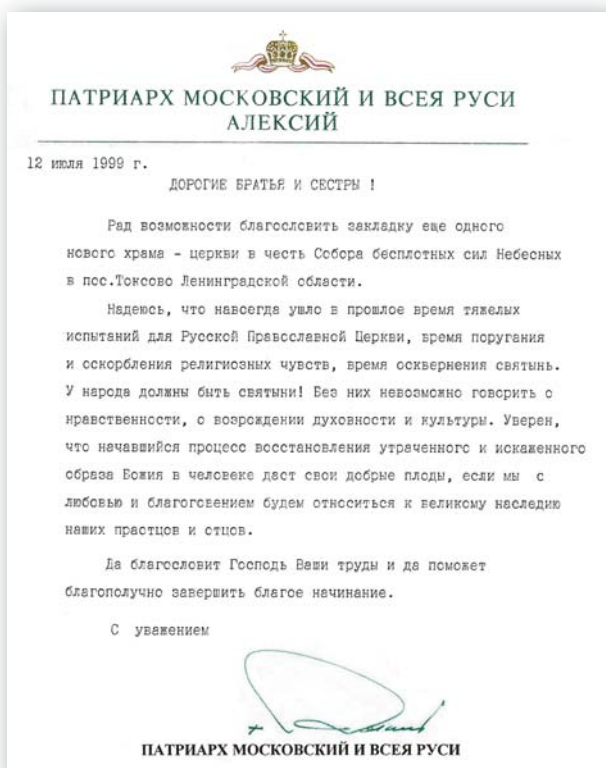 ПАТРИАРХ МОСКОВСКИЙ И ВСЕЯ РУСИ
АЛЕКСИЙ
12 июля 1999 г.
ДОРОГИЕ БРАТЬЯ И СЕСТРЫ !
Рад возможности благословить закладку еще одного
нового храма - церкви в честь Собора бесплотных сил Небесных
в пос.Токсово Ленинградской области.
Надеюсь, что навсегда ушло в прошлое время тяжелых
испытаний для Русской Православной Церкви, время поругания
и оскорбления религиозных чувств, время осквернения святынь.
У народа должны быть святыни! Без них невозможно говорить о
нравственности, о возрождении духовности и культуры. Уверен,
что начавшийся процесс восстановления утраченного и искаженного
образа Божия в человеке даст свои добрые плоды, если мы с
любовью и благоговением будем относиться к великому наследию
наших праотцов и отцов.
Да благословит Господь Ваши труды и да поможет
благополучно завершить благое начинание.
С уважением
ПАТРИАРХ МОСКОВСКИЙ И ВСЕЯ РУСИ